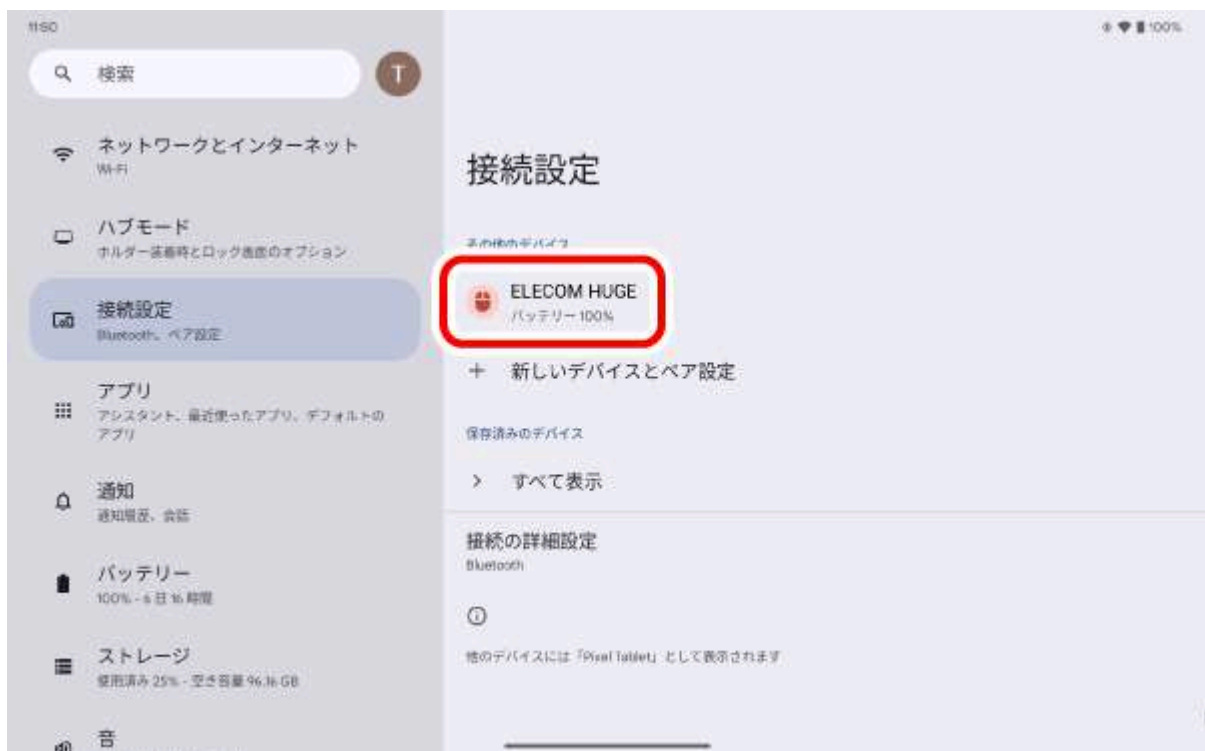 11:50
100%
検索
T
ネットワークとインターネット
Wi-Fi
ハブモード
ホルダー装着時とロック画面のオプション
接続設定
Bluetooth、ペア設定
アプリ
アシスタント、最近使ったアプリ、デフォルトの
アプリ
通知
通知履歴、会話
バッテリー
100% - 6 日 16 時間
ストレージ
使用済み 25% - 空き容量 96.16 GB
音
接続設定
その他のデバイス
ELECOM HUGE
バッテリー 100%
新しいデバイスとペア設定
保存済みのデバイス
すべて表示
接続の詳細設定
Bluetooth
他のデバイスには「Pixel Tablet」として表示されます